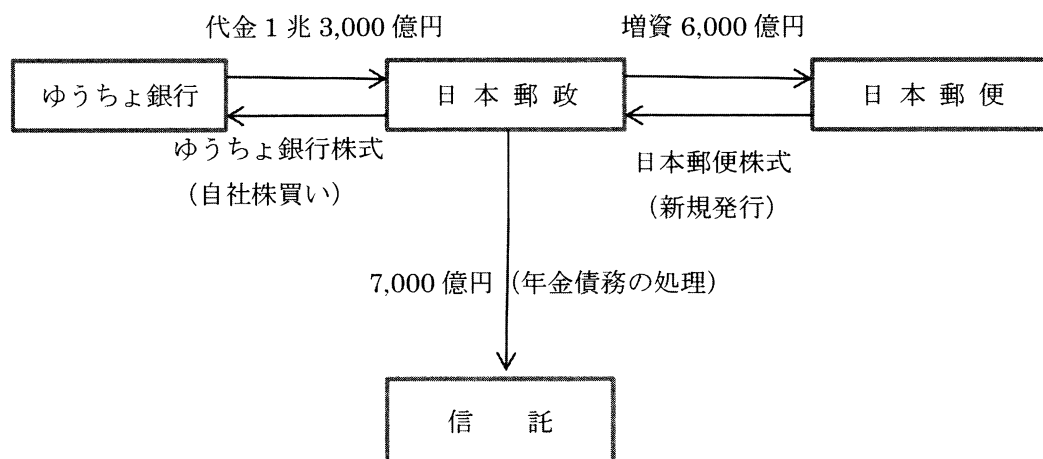 代金 1 兆 3,000 億円
増資 6,000 億円
ゆうちょ銀行
日 本 郵 政
日 本 郵 便
ゆうちょ銀行株式
(自社株買い)
日本郵便株式
(新規発行)
7,000 億円 (年金債務の処理)
信 託